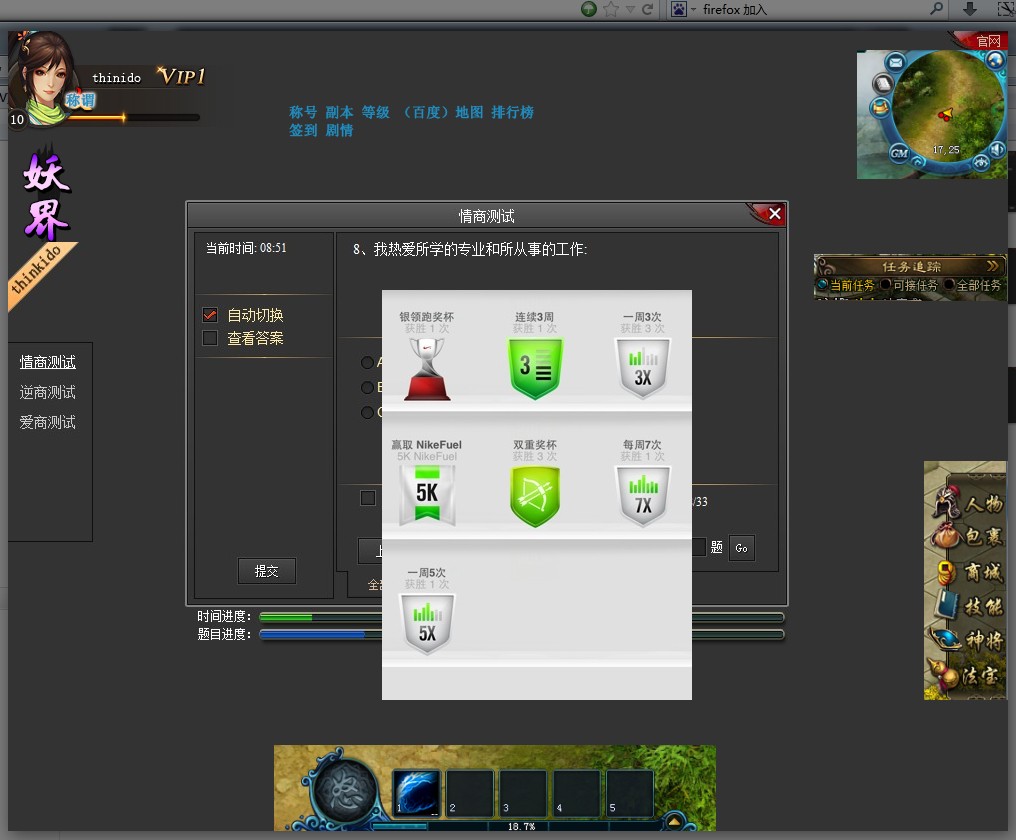 firefox 加入
官网
thinido VIP1
称谓
10
称号 副本 等级 （百度）地图 排行榜
签到 剧情
GM
17,25
妖界
thinkido
情商测试
当前时间: 08:51
8、我热爱所学的专业和所从事的工作:
自动切换
查看答案
任务追踪
当前任务 可接任务 全部任务
情商测试
逆商测试
爱商测试
银领跑奖杯
获胜 1 次
连续3周
获胜 1 次
3
一周3次
获胜 3 次
3X
赢取 NikeFuel
5K NikeFuel
5K
双重奖杯
获胜 3 次
每周7次
获胜 1 次
7X
一周5次
获胜 1 次
5X
/33
题 Go
上
全
提交
时间进度：
题目进度：
人物
包裹
商城
技能
神将
法宝
1 2 3 4 5
18.7%